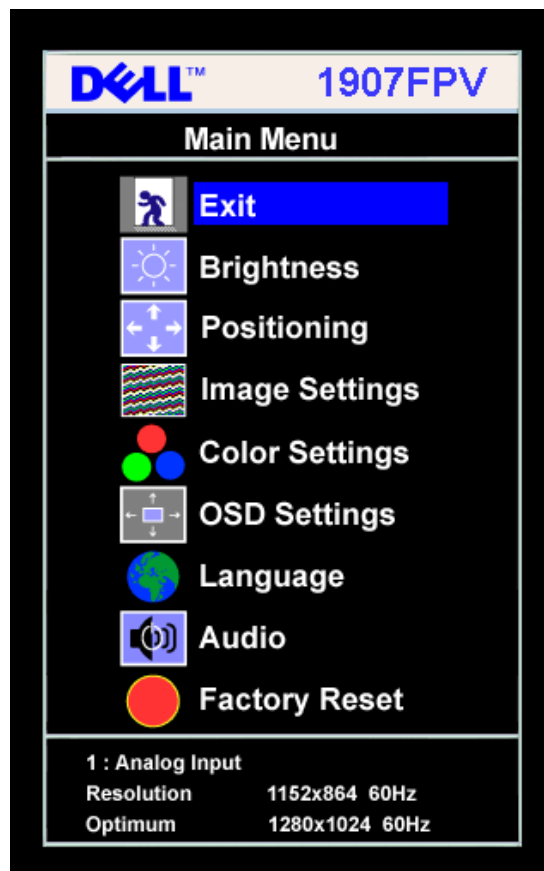 DELL™ 1907FPV
Main Menu
Exit
Brightness
Positioning
Image Settings
Color Settings
OSD Settings
Language
Audio
Factory Reset
1 : Analog Input
Resolution 1152x864 60Hz
Optimum 1280x1024 60Hz